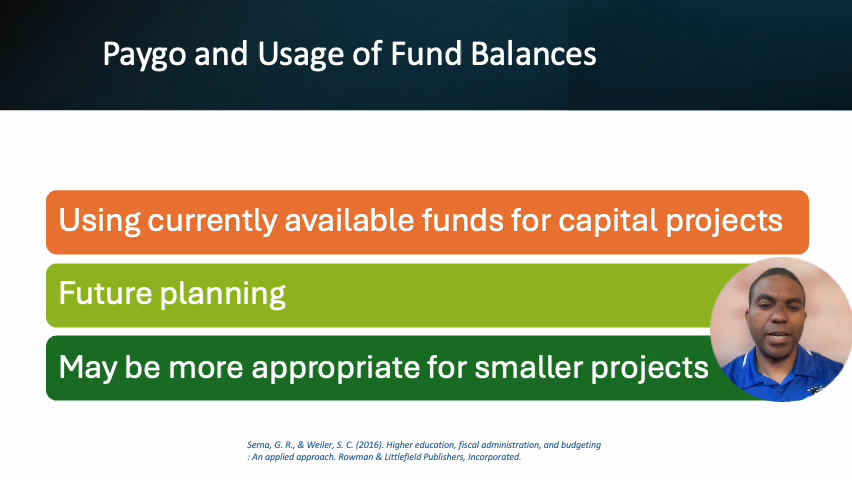 Paygo and Usage of Fund Balances
Using currently available funds for capital projects
Future planning
May be more appropriate for smaller projects
Serna, G. R., & Weiler, S. C. (2016). Higher education, fiscal administration, and budgeting
: An applied approach. Rowman & Littlefield Publishers, Incorporated.